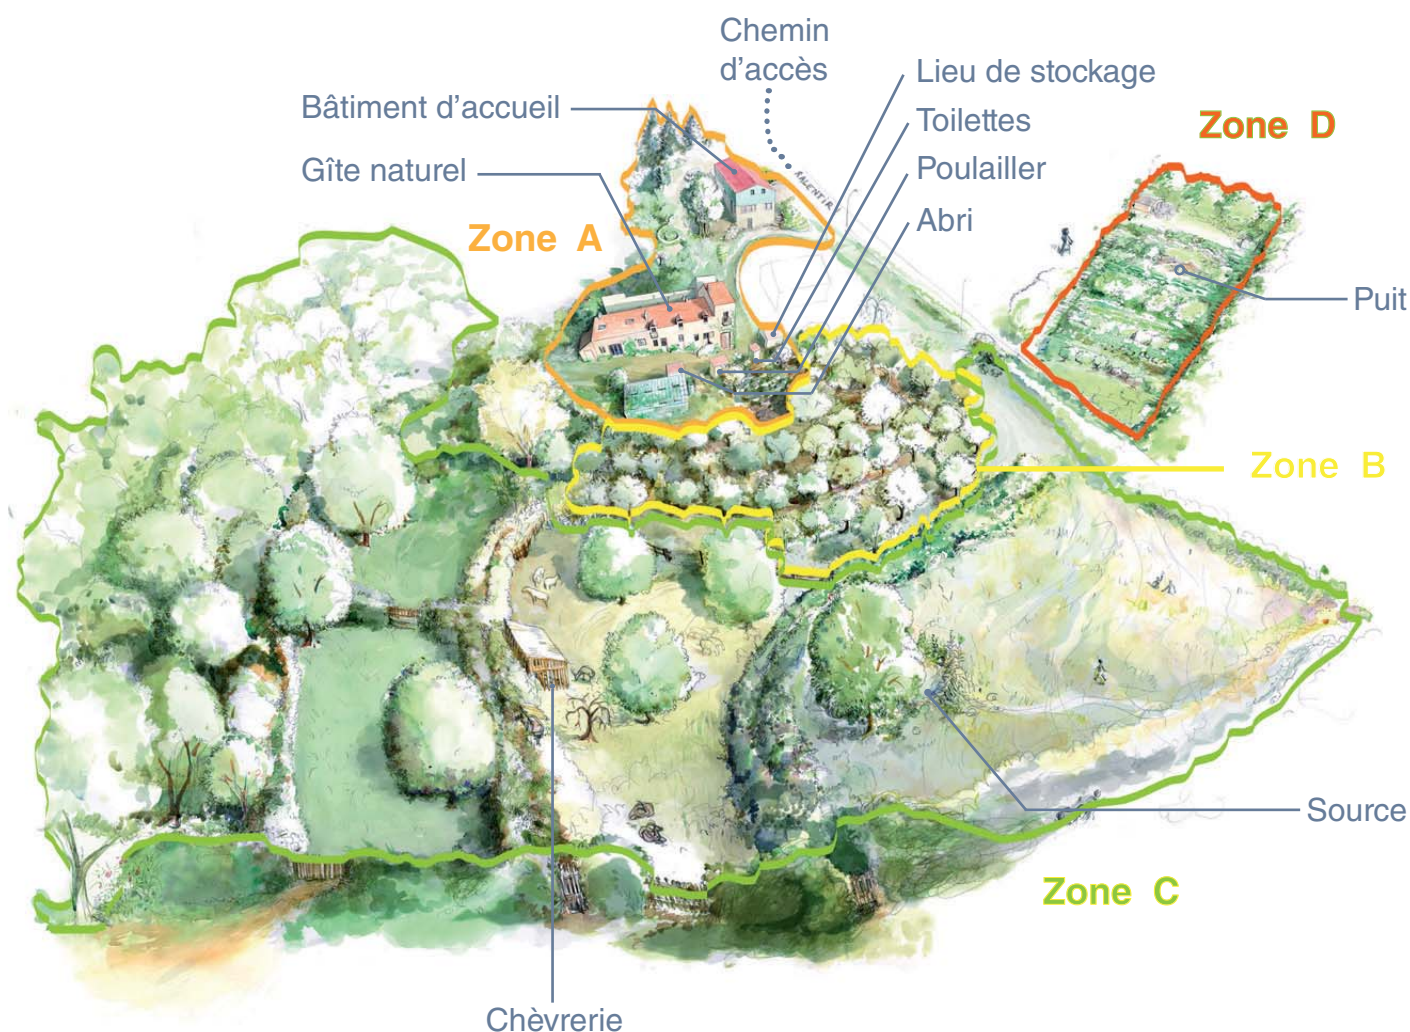 Chemin
d'accès
Lieu de stockage
Bâtiment d'accueil
Toilettes
Zone D
Gîte naturel
Poulailler
RALENTIR
Abri
Zone A
Puit
Zone B
Source
Zone C
Chèvrerie